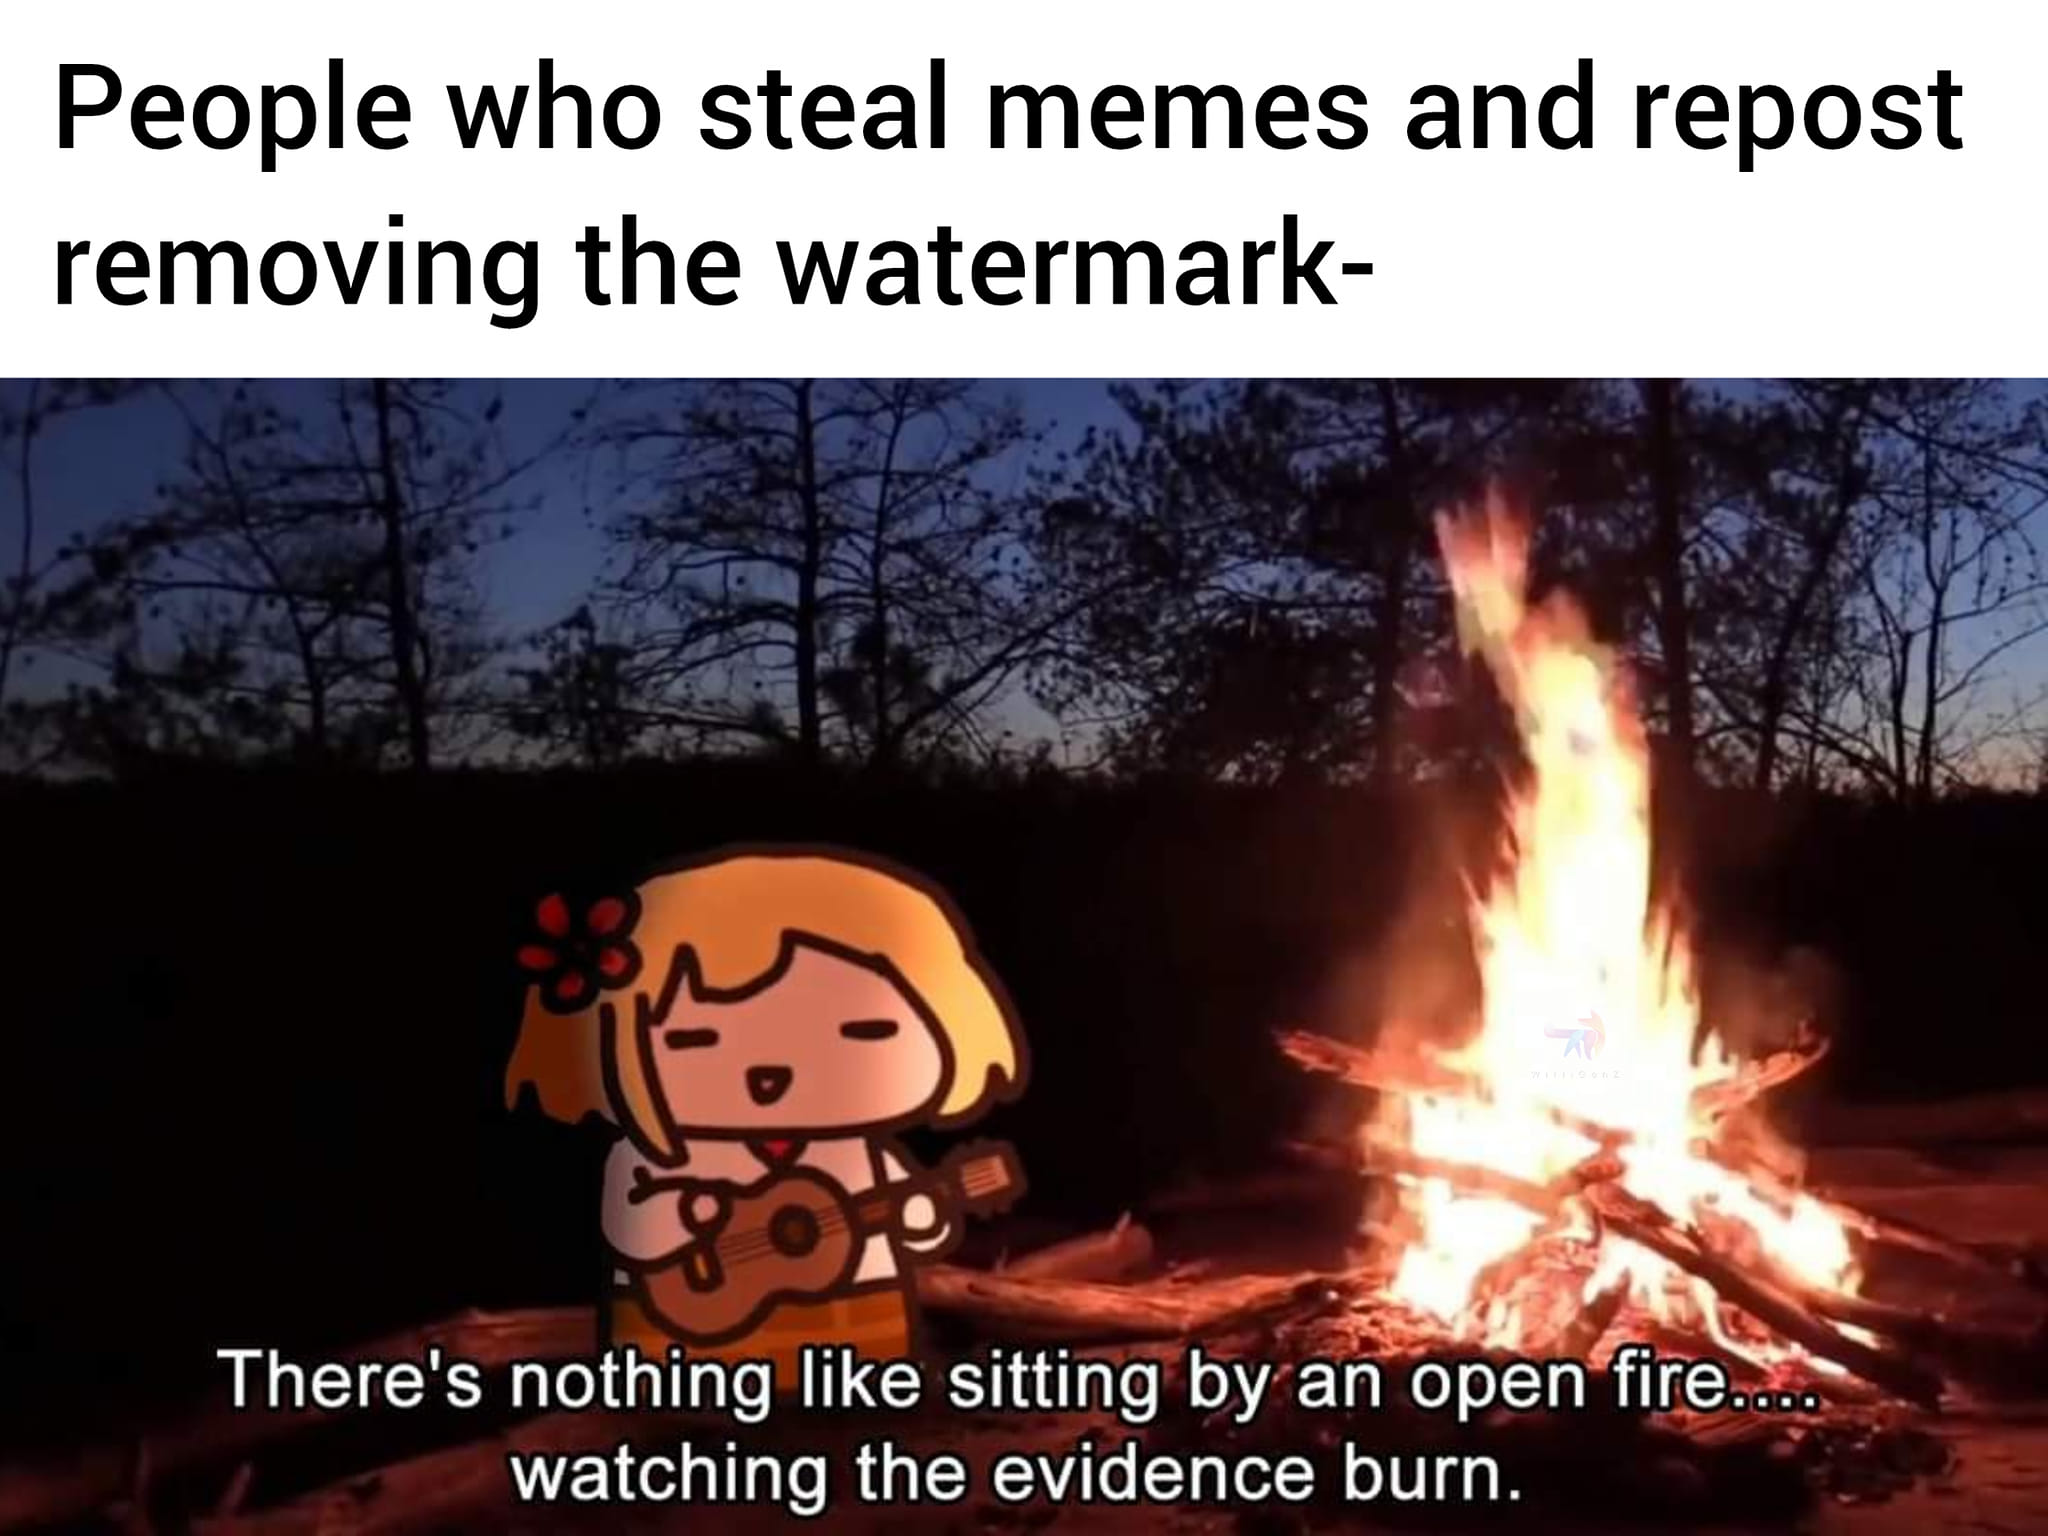 People who steal memes and repost
removing the watermark-
WilliGonZ
There's nothing like sitting by an open fire....
watching the evidence burn.